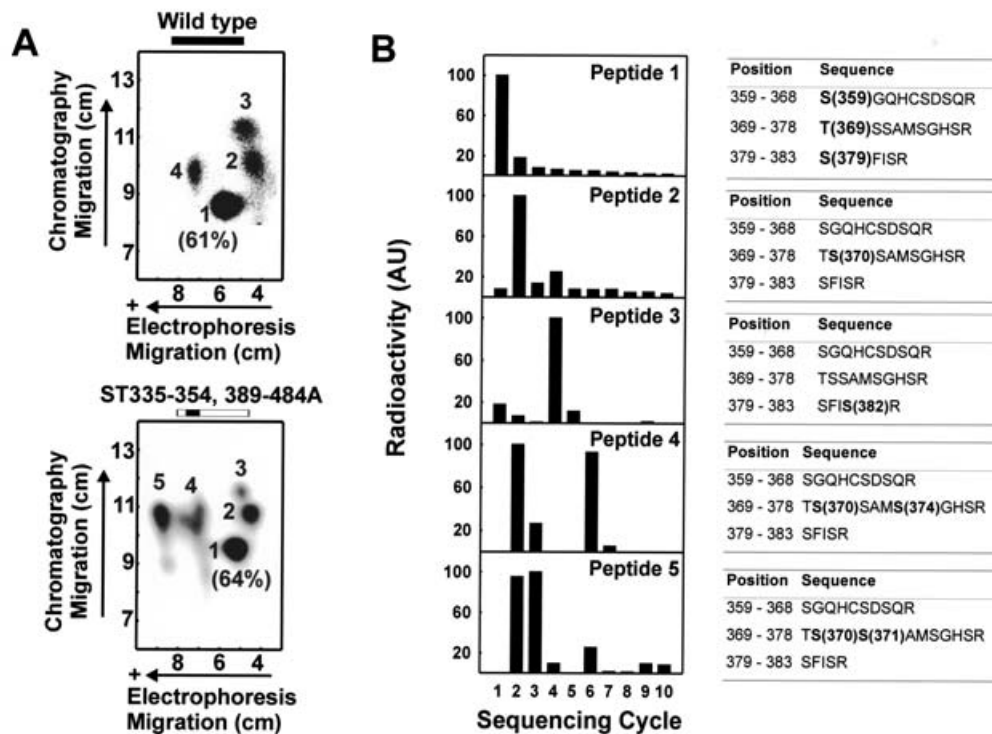 A
Wild type
Chromatography
Migration (cm)
13
11
9
7
3
4
2
1
(61%)
8 6 4
+
Electrophoresis
Migration (cm)
ST335-354, 389-484A
Chromatography
Migration (cm)
13
11
9
7
5
4
3
2
1
(64%)
8 6 4
+
Electrophoresis
Migration (cm)
B
Radioactivity (AU)
100
60
20
Peptide 1
100
60
20
Peptide 2
100
60
20
Peptide 3
100
60
20
Peptide 4
100
60
20
Peptide 5
1 2 3 4 5 6 7 8 9 10
Sequencing Cycle
Position Sequence
359 - 368 S(359)GQHCSDSQR
369 - 378 T(369)SSAMSGHSR
379 - 383 S(379)FISR
Position Sequence
359 - 368 SGQHCSDSQR
369 - 378 TS(370)SAMSGHSR
379 - 383 SFISR
Position Sequence
359 - 368 SGQHCSDSQR
369 - 378 TSSAMSGHSR
379 - 383 SFIS(382)R
Position Sequence
359 - 368 SGQHCSDSQR
369 - 378 TS(370)SAMS(374)GHSR
379 - 383 SFISR
Position Sequence
359 - 368 SGQHCSDSQR
369 - 378 TS(370)S(371)AMSGHSR
379 - 383 SFISR